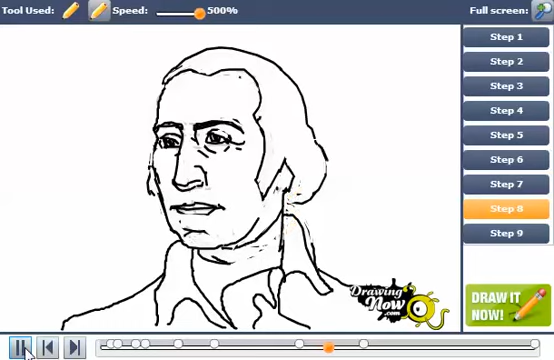 Tool Used: Speed: 500% Full screen:
Step 1
Step 2
Step 3
Step 4
Step 5
Step 6
Step 7
Step 8
Step 9
Drawing
Now.com
DRAW IT
NOW!